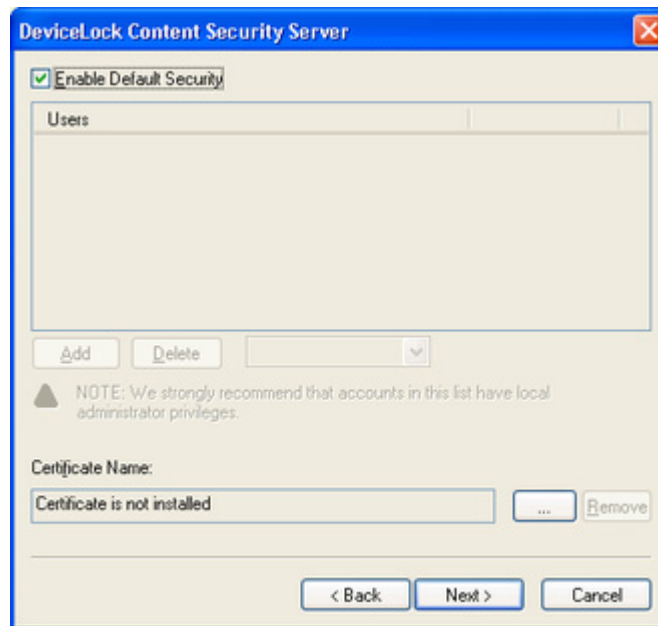 DeviceLock Content Security Server
Enable Default Security
Users
Add Delete
NOTE: We strongly recommend that accounts in this list have local
administrator privileges.
Certificate Name:
Certificate is not installed ... Remove
< Back Next > Cancel